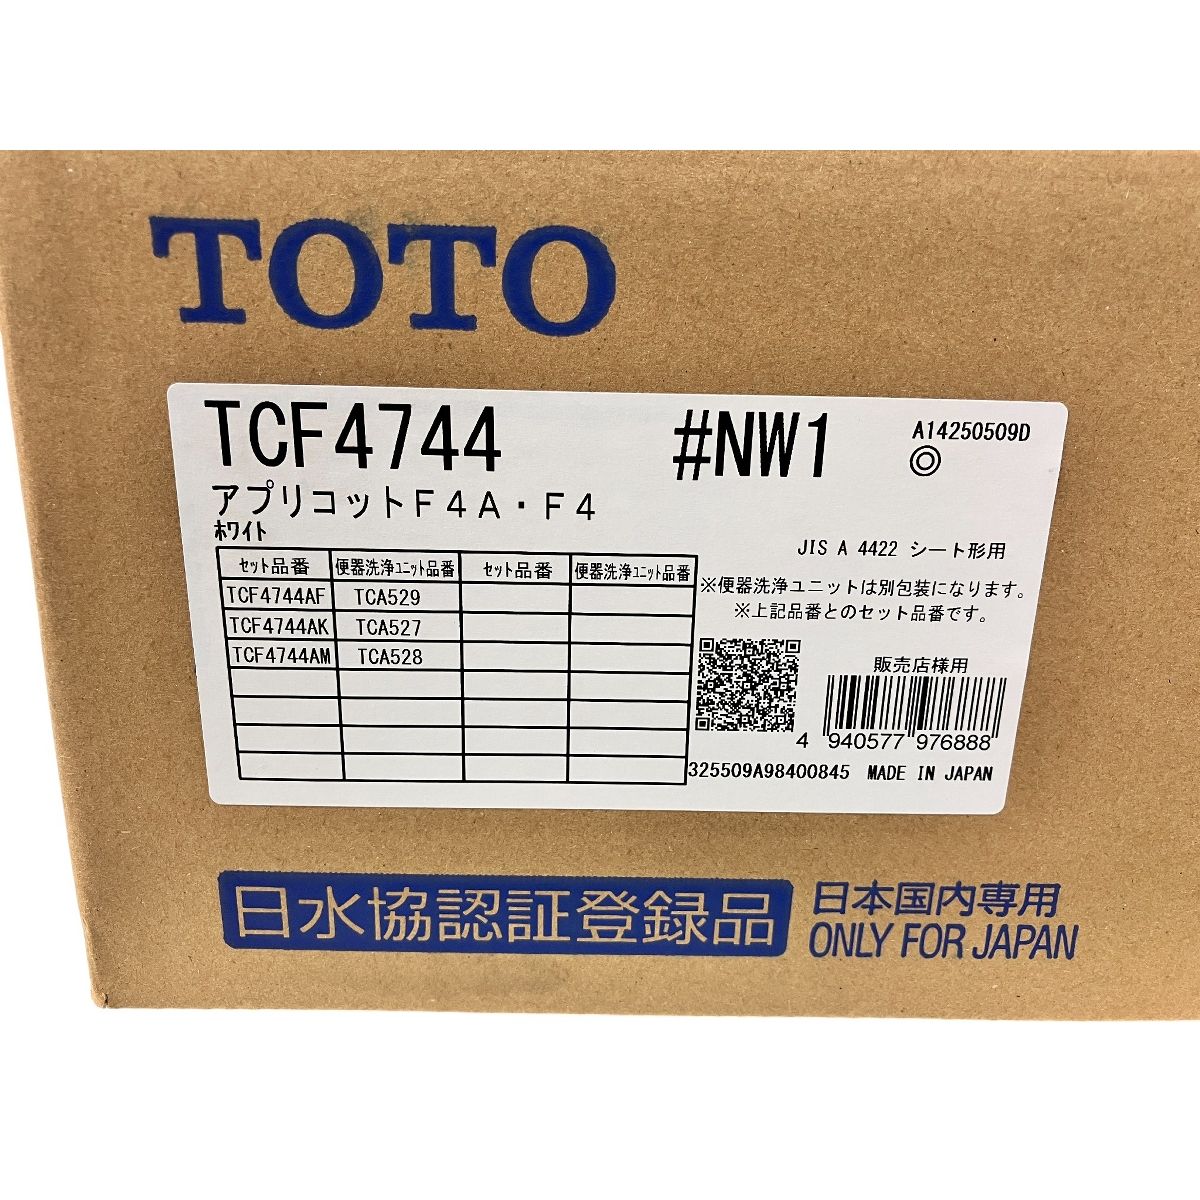 TOTO
TCF4744 #NW1 A14250509D
◎
アプリコットF4A・F4
ホワイト
JIS A 4422 シート形用
セット品番 便器洗浄ユニット品番 セット品番 便器洗浄ユニット品番
TCF4744AF TCA529
TCF4744AK TCA527
TCF4744AM TCA528
※便器洗浄ユニットは別包装になります。
※上記品番とのセット品番です。
販売店様用
4 940577 976888
325509A98400845 MADE IN JAPAN
日水協認証登録品
日本国内専用
ONLY FOR JAPAN